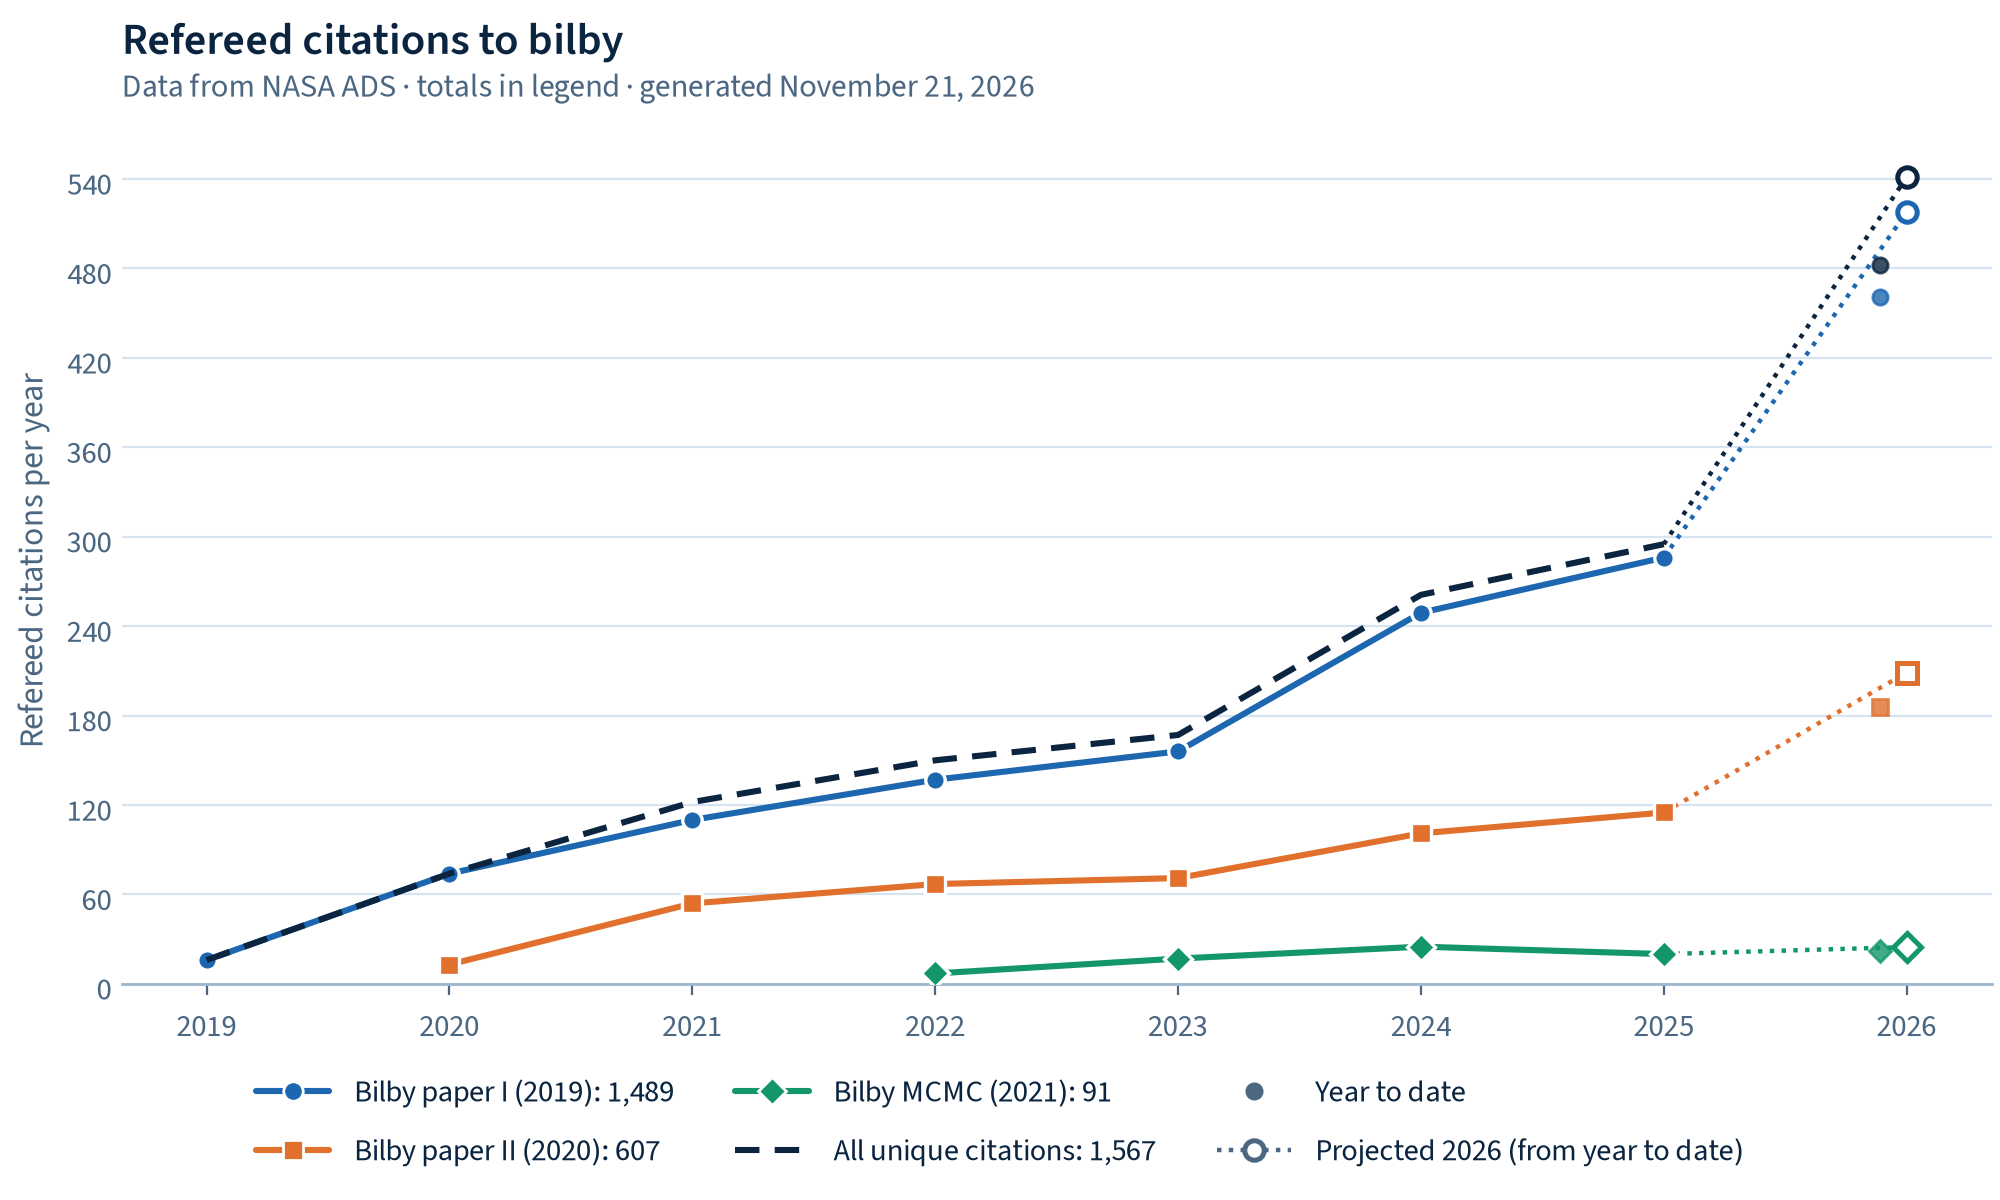 Refereed citations to bilby
Data from NASA ADS · totals in legend · generated November 21, 2026
Refereed citations per year
540
480
420
360
300
240
180
120
60
0
2019 2020 2021 2022 2023 2024 2025 2026
Bilby paper I (2019): 1,489 Bilby MCMC (2021): 91 Year to date
Bilby paper II (2020): 607 All unique citations: 1,567 Projected 2026 (from year to date)